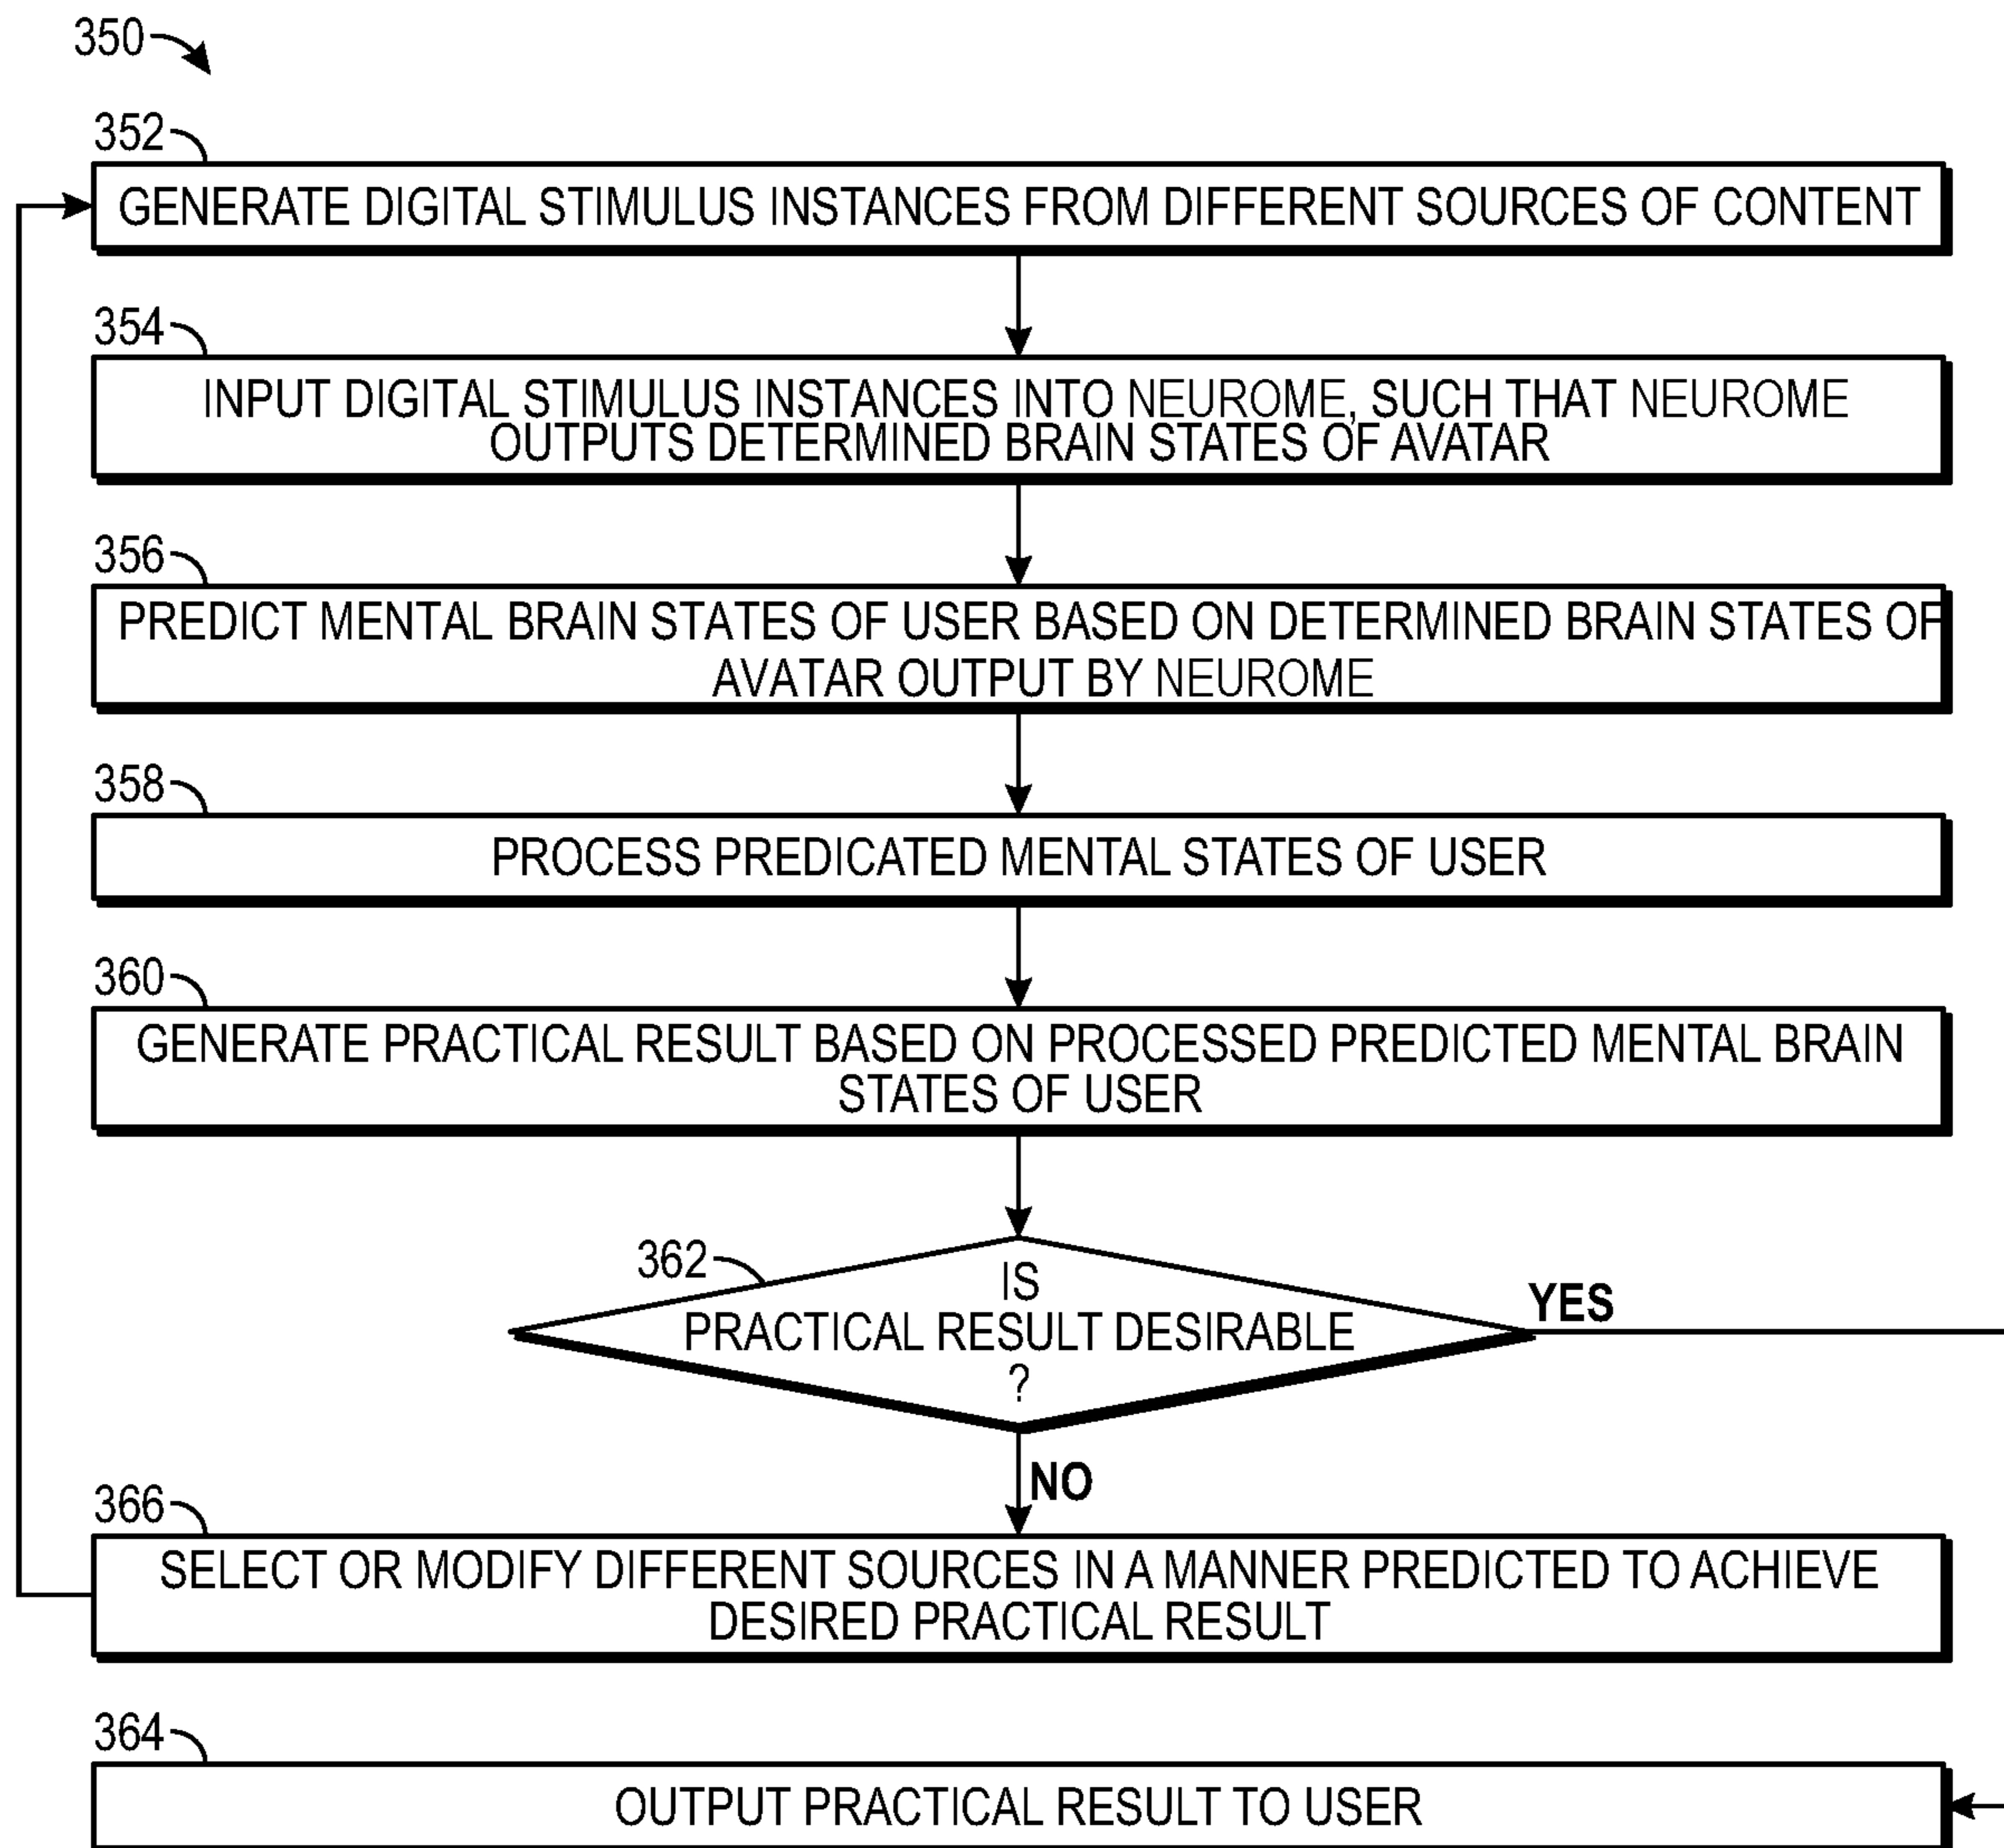 350
352
GENERATE DIGITAL STIMULUS INSTANCES FROM DIFFERENT SOURCES OF CONTENT
354
INPUT DIGITAL STIMULUS INSTANCES INTO NEUROME, SUCH THAT NEUROME
OUTPUTS DETERMINED BRAIN STATES OF AVATAR
356
PREDICT MENTAL BRAIN STATES OF USER BASED ON DETERMINED BRAIN STATES OF
AVATAR OUTPUT BY NEUROME
358
PROCESS PREDICATED MENTAL STATES OF USER
360
GENERATE PRACTICAL RESULT BASED ON PROCESSED PREDICTED MENTAL BRAIN
STATES OF USER
362
IS
PRACTICAL RESULT DESIRABLE
?
YES
NO
366
SELECT OR MODIFY DIFFERENT SOURCES IN A MANNER PREDICTED TO ACHIEVE
DESIRED PRACTICAL RESULT
364
OUTPUT PRACTICAL RESULT TO USER